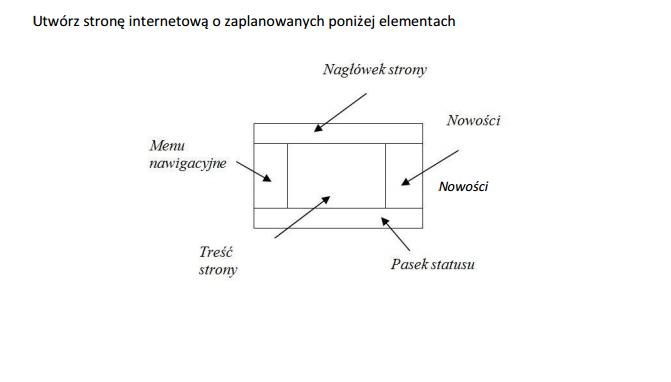 Utwórz stronę internetową o zaplanowanych poniżej elementach
Nagłówek strony
Nowości
Menu
nawigacyjne
Nowości
Treść
strony
Pasek statusu